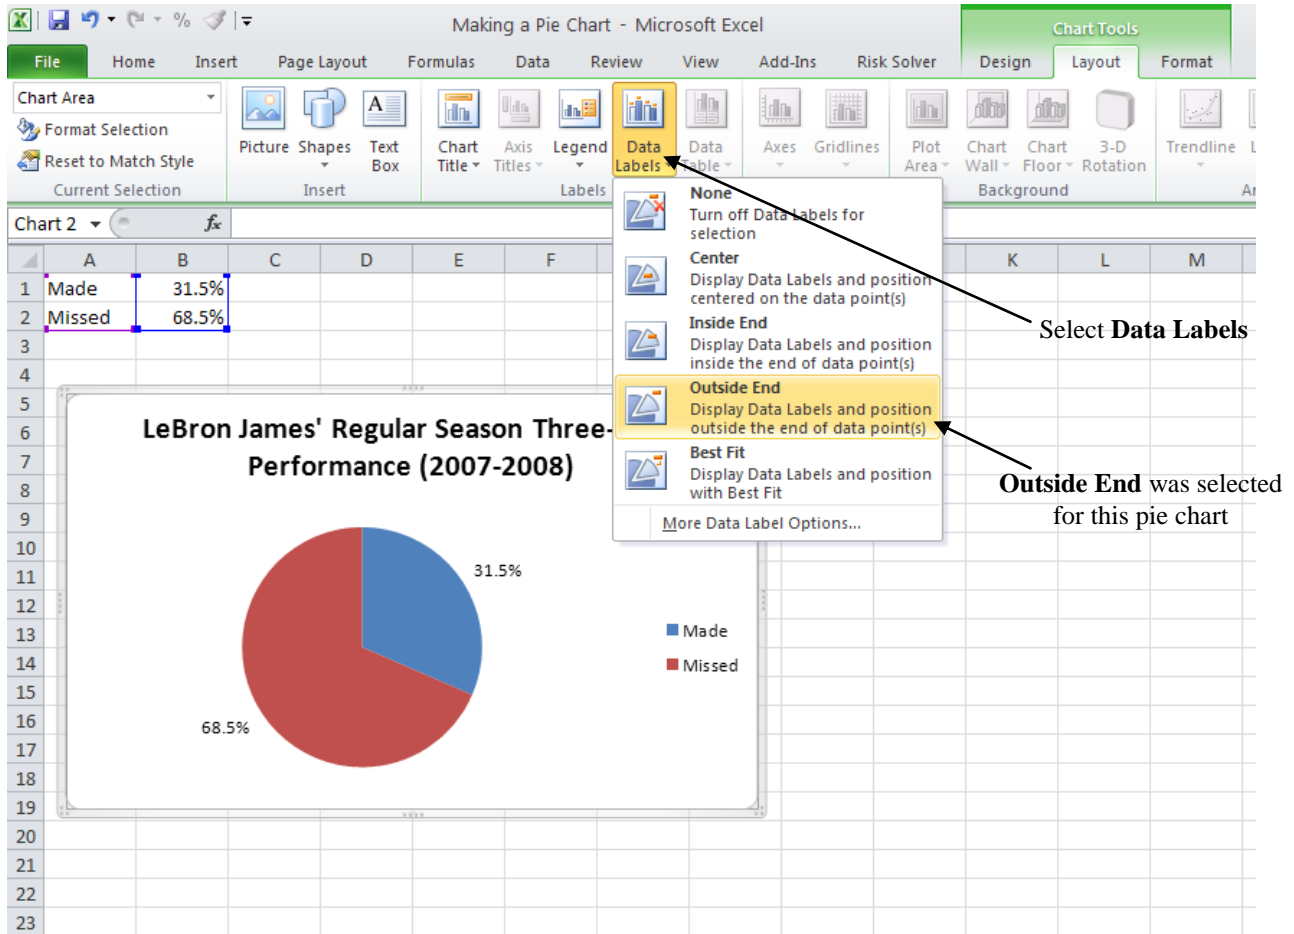 Making a Pie Chart - Microsoft Excel
Chart Tools
File Home Insert Page Layout Formulas Data Review View Add-Ins Risk Solver Design Layout Format
Chart Area
Format Selection
Reset to Match Style
Current Selection
Picture Shapes Text Box
Insert
Chart Title Axis Titles Legend Data Labels Data Table
Labels
Axes Gridlines
Plot Area Chart Wall Chart Floor 3-D Rotation
Background
Trendline L
A
Chart 2 fx
None
Turn off Data Labels for
selection
Center
Display Data Labels and position
centered on the data point(s)
Inside End
Display Data Labels and position
inside the end of data point(s)
Outside End
Display Data Labels and position
outside the end of data point(s)
Best Fit
Display Data Labels and position
with Best Fit
More Data Label Options...
Select Data Labels
Outside End was selected
for this pie chart
A B C D E F K L M
1 Made 31.5%
2 Missed 68.5%
3
4
5
6
7
8
9
10
11
12
13
14
15
16
17
18
19
20
21
22
23
LeBron James' Regular Season Three-
Performance (2007-2008)
31.5%
Made
Missed
68.5%